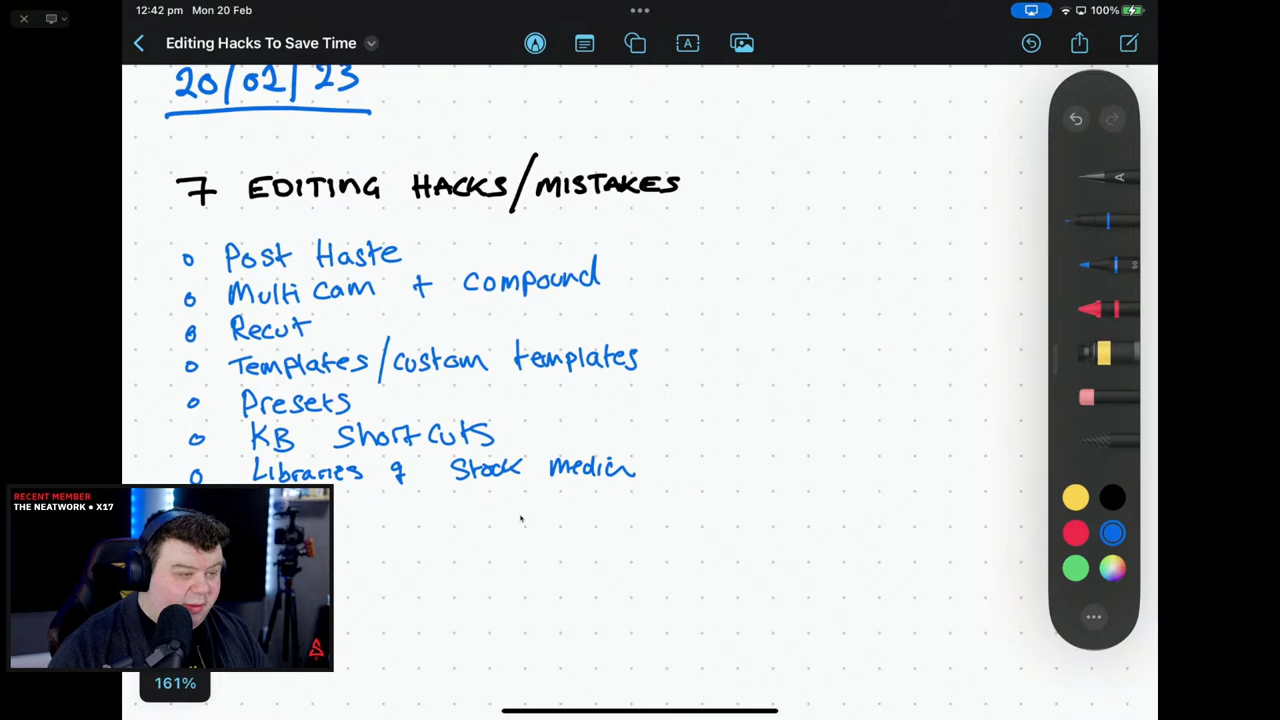 12:42 pm Mon 20 Feb
100%
Editing Hacks To Save Time
A
20/02/23
7 EDITING HACKS/MISTAKES
Post Haste
Multi cam + compound
Recut
Templates/custom templates
Presets
KB Shortcuts
Libraries & Stock media
A
50
RECENT MEMBER
THE NEATWORK • X17
161%